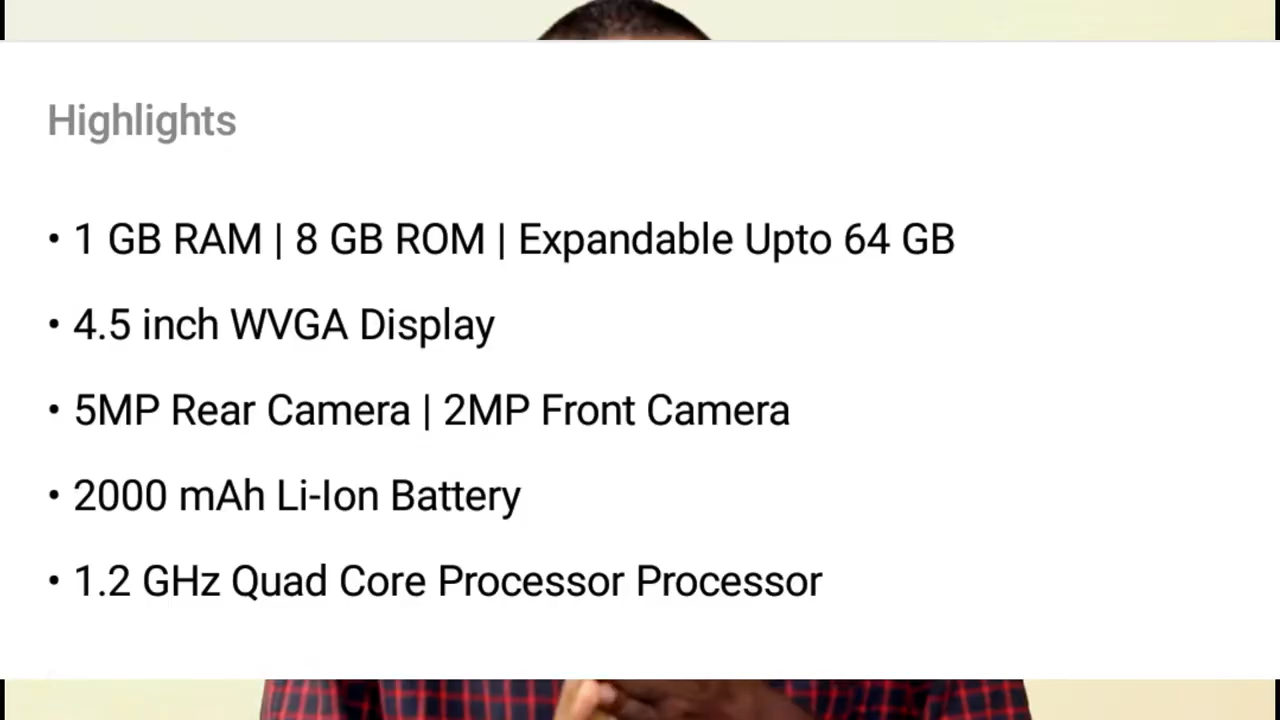 Highlights
• 1 GB RAM | 8 GB ROM | Expandable Upto 64 GB
• 4.5 inch WVGA Display
• 5MP Rear Camera | 2MP Front Camera
• 2000 mAh Li-Ion Battery
• 1.2 GHz Quad Core Processor Processor